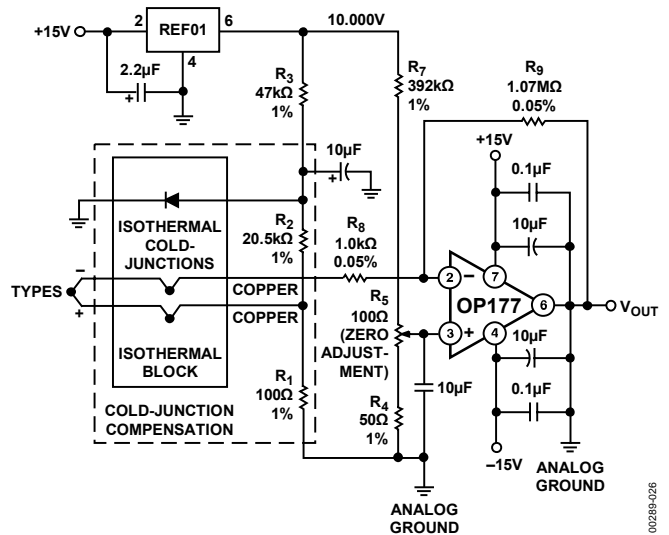 +15V
2
REF01
6
4
2.2µF
+
10.000V
R3
47kΩ
1%
R7
392kΩ
1%
R9
1.07MΩ
0.05%
+15V
0.1µF
10µF
10µF
+
ISOTHERMAL
COLD-
JUNCTIONS
R2
20.5kΩ
1%
R8
1.0kΩ
0.05%
–
TYPES
+
COPPER
COPPER
ISOTHERMAL
BLOCK
R5
100Ω
(ZERO
ADJUST-
MENT)
2
–
7
OP177
6
VOUT
3
+
4
10µF
10µF
0.1µF
R1
100Ω
1%
R4
50Ω
1%
COLD-JUNCTION
COMPENSATION
–15V
ANALOG
GROUND
ANALOG
GROUND
00289-026